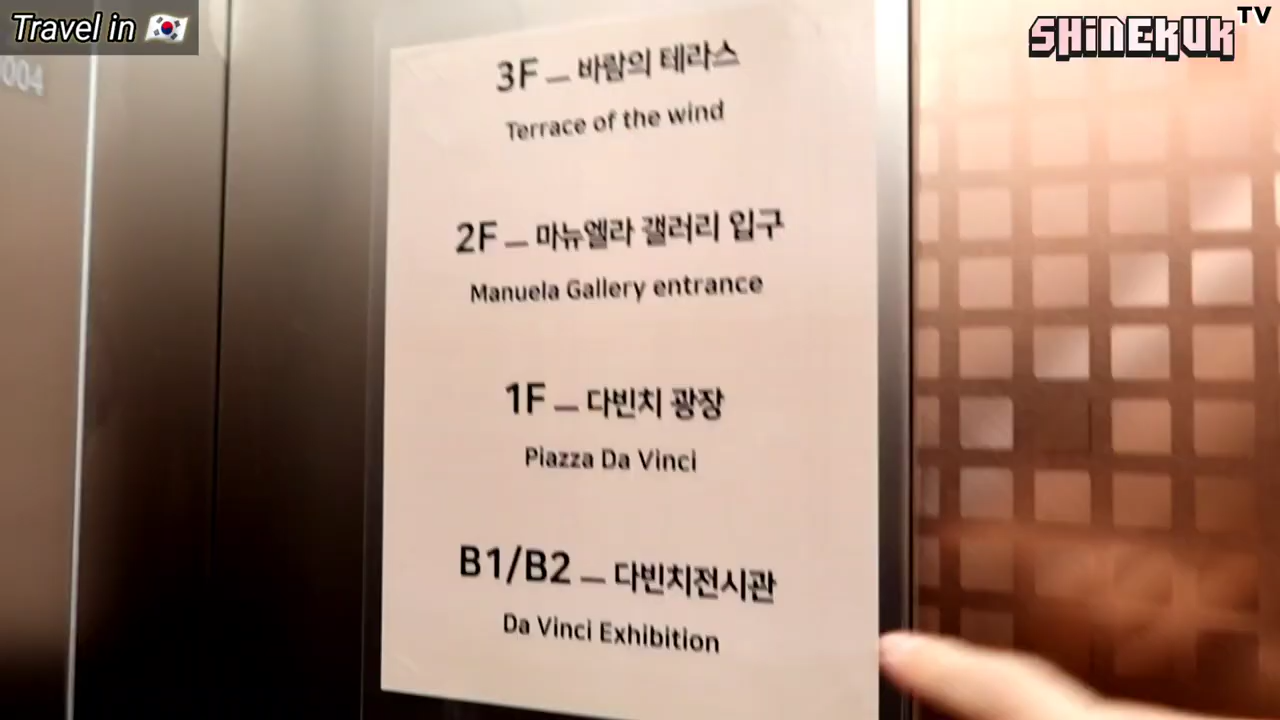 Travel in 🇰🇷
SHiNEKUK TV
004
3F — 바람의 테라스
Terrace of the wind
2F — 마뉴엘라 갤러리 입구
Manuela Gallery entrance
1F — 다빈치 광장
Piazza Da Vinci
B1/B2 — 다빈치전시관
Da Vinci Exhibition